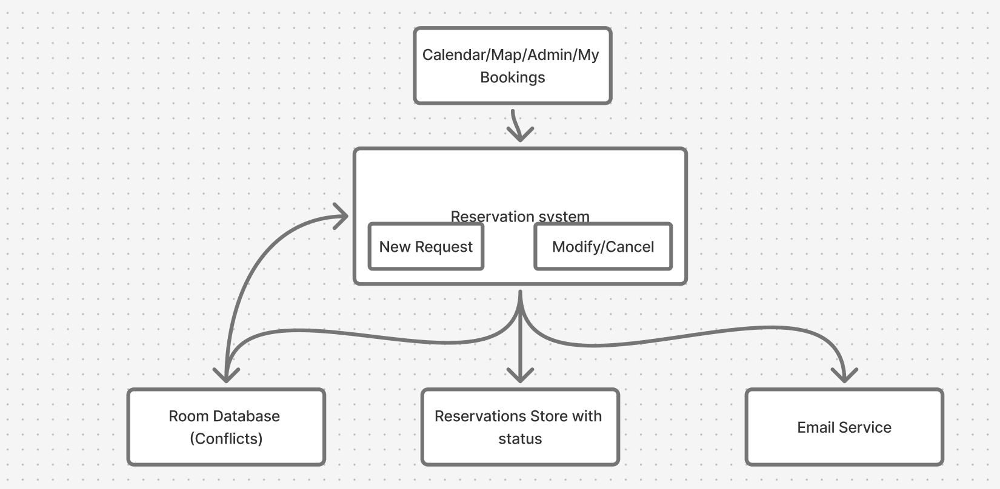 Calendar/Map/Admin/My
Bookings
Reservation system
New Request
Modify/Cancel
Room Database
(Conflicts)
Reservations Store with
status
Email Service